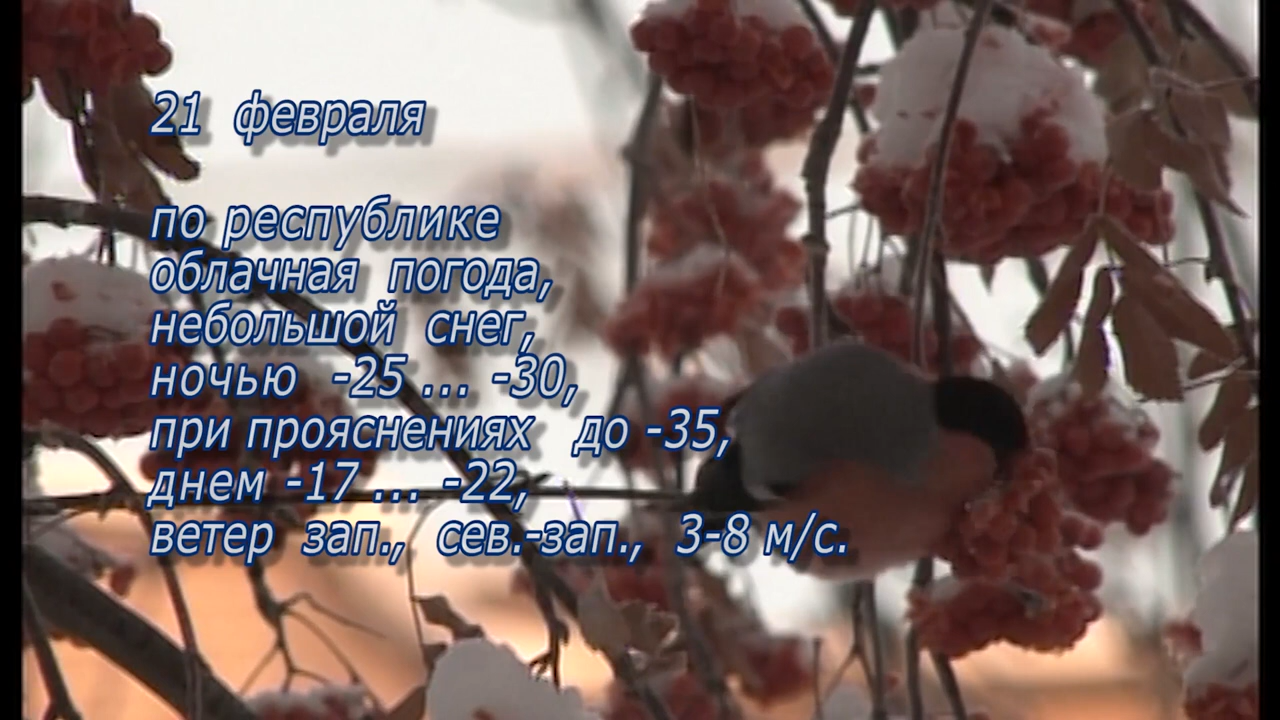 21 февраля
по республике
облачная погода,
небольшой снег,
ночью -25 ... -30,
при прояснениях до -35,
днем -17 ... -22,
ветер зап., сев.-зап., 3-8 м/с.